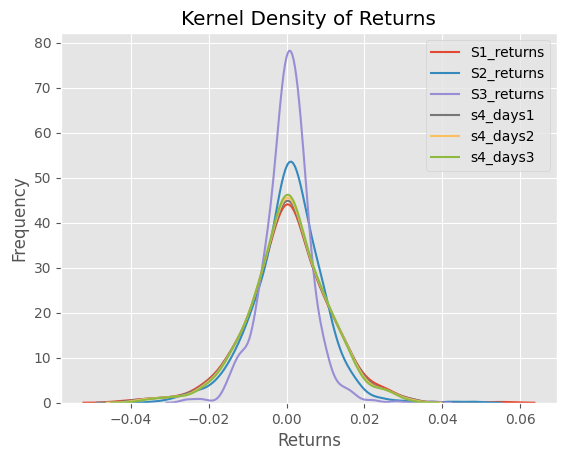 Kernel Density of Returns
80
70
60
50
40
30
20
10
0
Frequency
S1_returns
S2_returns
S3_returns
s4_days1
s4_days2
s4_days3
−0.04 −0.02 0.00 0.02 0.04 0.06
Returns